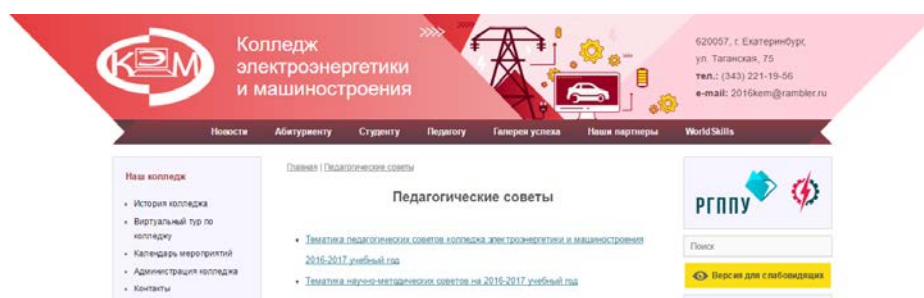 КЭМ
Колледж
электроэнергетики
и машиностроения
620057, г. Екатеринбург,
ул. Таганская, 75
тел.: (343) 221-19-56
e-mail: 2016kem@rambler.ru
Новости Абитуриенту Студенту Педагогу Галерея успеха Наши партнеры WorldSkills
Наш колледж
История колледжа
Виртуальный тур по
колледжу
Календарь мероприятий
Администрация колледжа
Контакты
Главная | Педагогические советы
Педагогические советы
Тематика педагогических советов колледжа электроэнергетики и машиностроения
2016-2017 учебный год
Тематика научно-методических советов на 2016-2017 учебный год
РГППУ
Поиск
Версия для слабовидящих